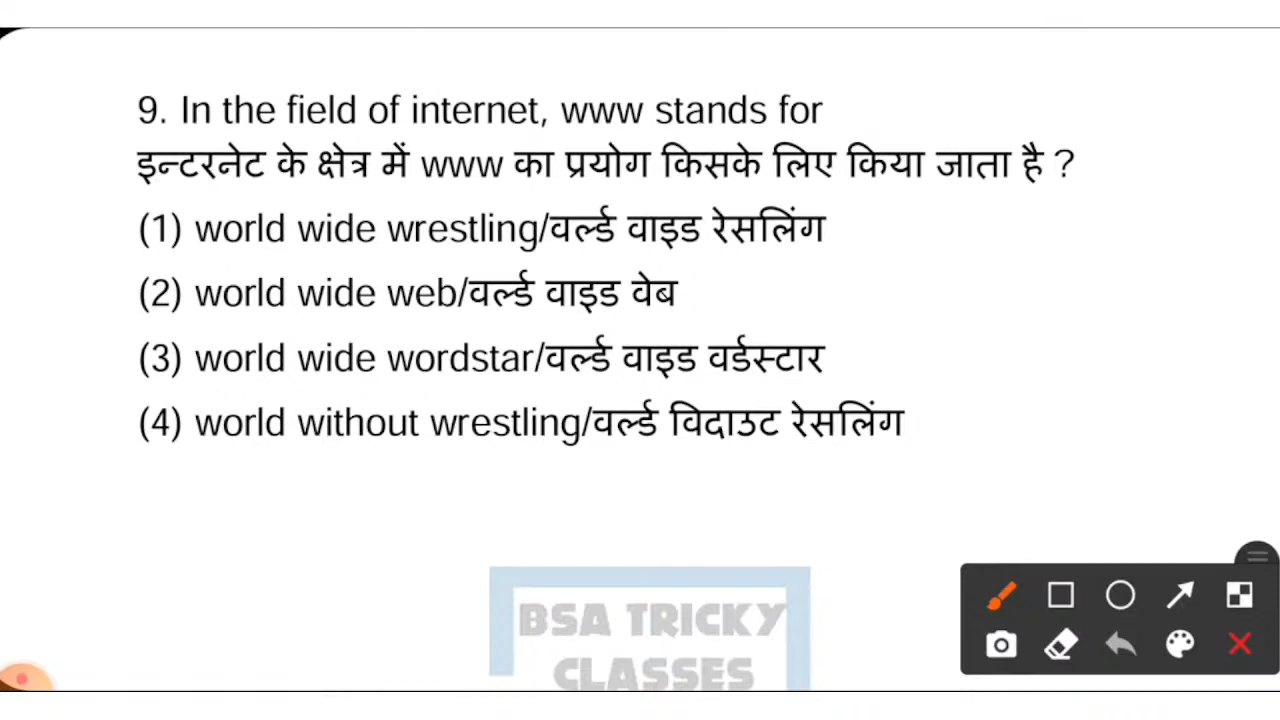 9. In the field of internet, www stands for
इन्टरनेट के क्षेत्र में www का प्रयोग किसके लिए किया जाता है ?
(1) world wide wrestling/वर्ल्ड वाइड रेसलिंग
(2) world wide web/वर्ल्ड वाइड वेब
(3) world wide wordstar/वर्ल्ड वाइड वर्डस्टार
(4) world without wrestling/वर्ल्ड विदाउट रेसलिंग
BSA TRICKY
CLASSES